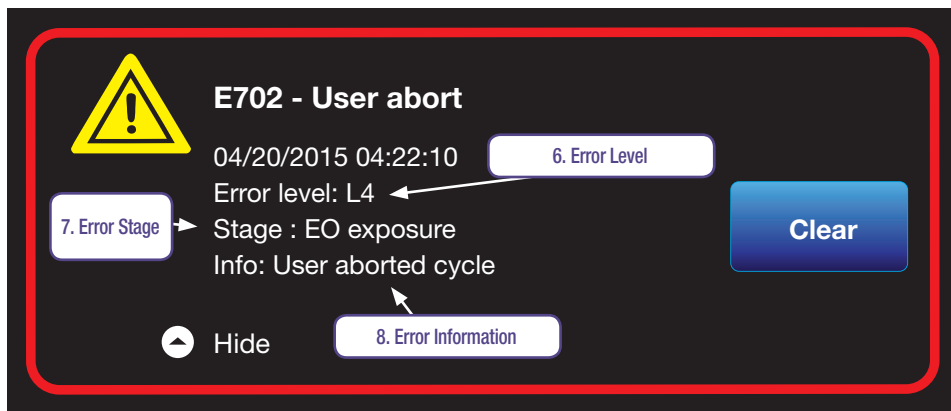 E702 - User abort
04/20/2015 04:22:10
6. Error Level
Error level: L4
7. Error Stage
Stage : EO exposure
Clear
Info: User aborted cycle
8. Error Information
Hide